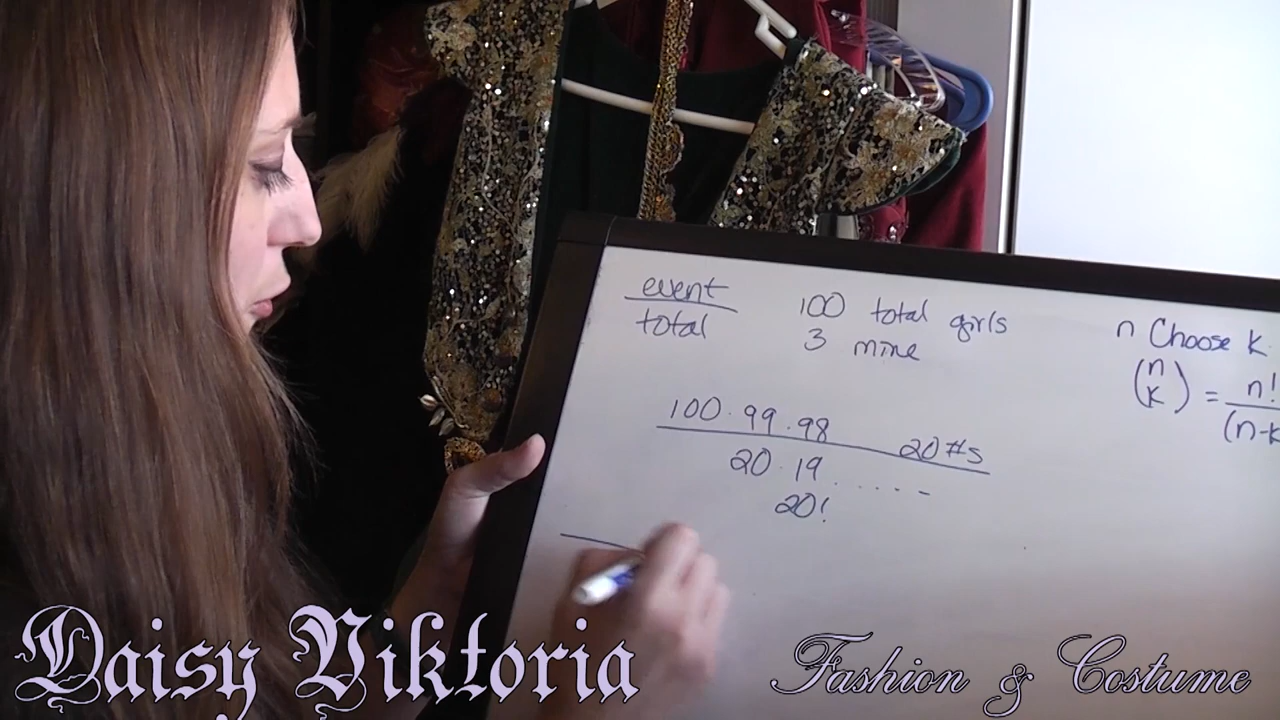 event
total
100 total girls
3 mine
n Choose k
(n
k) = n!
(n-k
100 · 99 . 98 20 #s
20 · 19 . . . . .
20!
Daisy Viktoria
Fashion & Costume